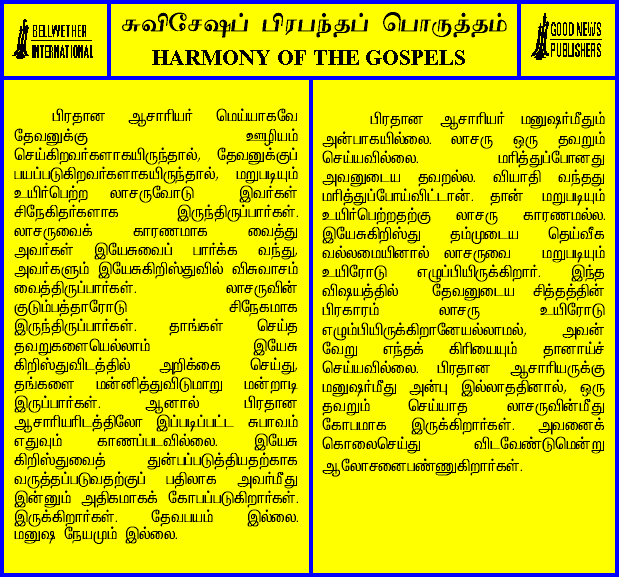 BELLWETHER
INTERNATIONAL
சுவிசேஷப் பிரபந்தப் பொருத்தம்
HARMONY OF THE GOSPELS
GOOD NEWS
PUBLISHERS
பிரதான ஆசாரியர் மெய்யாகவே
தேவனுக்கு ஊழியம்
செய்கிறவர்களாகயிருந்தால், தேவனுக்குப்
பயப்படுகிறவர்களாகயிருந்தால், மறுபடியும்
உயிர்பெற்ற லாசருவோடு இவர்கள்
சிநேகிதர்களாக இருந்திருப்பார்கள்.
லாசருவைக் காரணமாக வைத்து
அவர்கள் இயேசுவைப் பார்க்க வந்து,
அவர்களும் இயேசுகிறிஸ்துவில் விசுவாசம்
வைத்திருப்பார்கள். லாசருவின்
குடும்பத்தாரோடு சிநேகமாக
இருந்திருப்பார்கள். தாங்கள் செய்த
தவறுகளையெல்லாம் இயேசு
கிறிஸ்துவிடத்தில் அறிக்கை செய்து,
தங்களை மன்னித்துவிடுமாறு மன்றாடி
இருப்பார்கள். ஆனால் பிரதான
ஆசாரியரிடத்திலோ இப்படிப்பட்ட சுபாவம்
எதுவும் காணப்படவில்லை. இயேசு
கிறிஸ்துவைத் துன்பப்படுத்தியதற்காக
வருத்தப்படுவதற்குப் பதிலாக அவர்மீது
இன்னும் அதிகமாகக் கோபப்படுகிறார்கள்.
இருக்கிறார்கள். தேவபயம் இல்லை.
மனுஷ நேயமும் இல்லை.
பிரதான ஆசாரியர் மனுஷர்மீதும்
அன்பாகயில்லை. லாசரு ஒரு தவறும்
செய்யவில்லை. மரித்துப்போனது
அவனுடைய தவறல்ல. வியாதி வந்தது
மரித்துப்போய்விட்டான். தான் மறுபடியும்
உயிர்பெற்றதற்கு லாசரு காரணமல்ல.
இயேசுகிறிஸ்து தம்முடைய தெய்வீக
வல்லமையினால் லாசருவை மறுபடியும்
உயிரோடு எழுப்பியிருக்கிறார். இந்த
விஷயத்தில் தேவனுடைய சித்தத்தின்
பிரகாரம் லாசரு உயிரோடு
எழும்பியிருக்கிறானேயல்லாமல், அவன்
வேறு எந்தக் கிரியையும் தானாய்ச்
செய்யவில்லை. பிரதான ஆசாரியருக்கு
மனுஷர்மீது அன்பு இல்லாததினால், ஒரு
தவறும் செய்யாத லாசருவின்மீது
கோபமாக இருக்கிறார்கள். அவனைக்
கொலைசெய்து விடவேண்டுமென்று
ஆலோசனைபண்ணுகிறார்கள்.